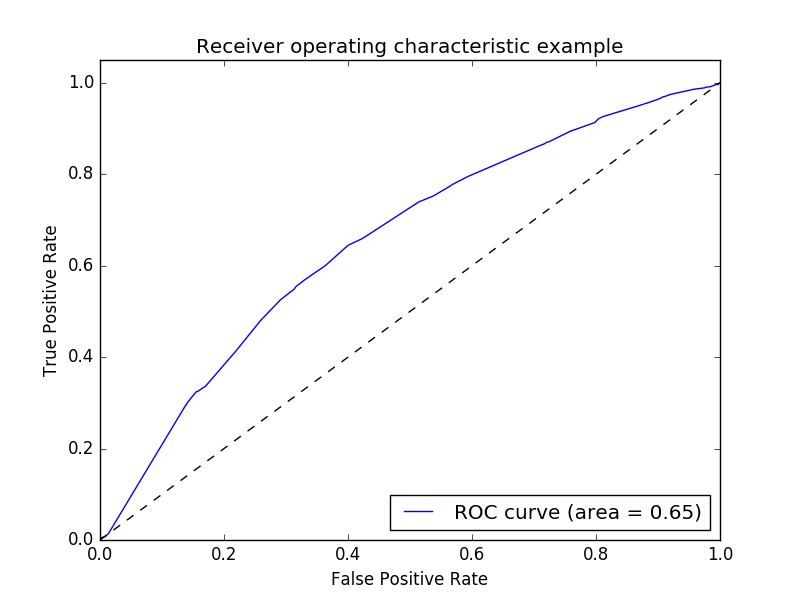 Receiver operating characteristic example
True Positive Rate
1.0
0.8
0.6
0.4
0.2
0.0
ROC curve (area = 0.65)
0.0 0.2 0.4 0.6 0.8 1.0
False Positive Rate